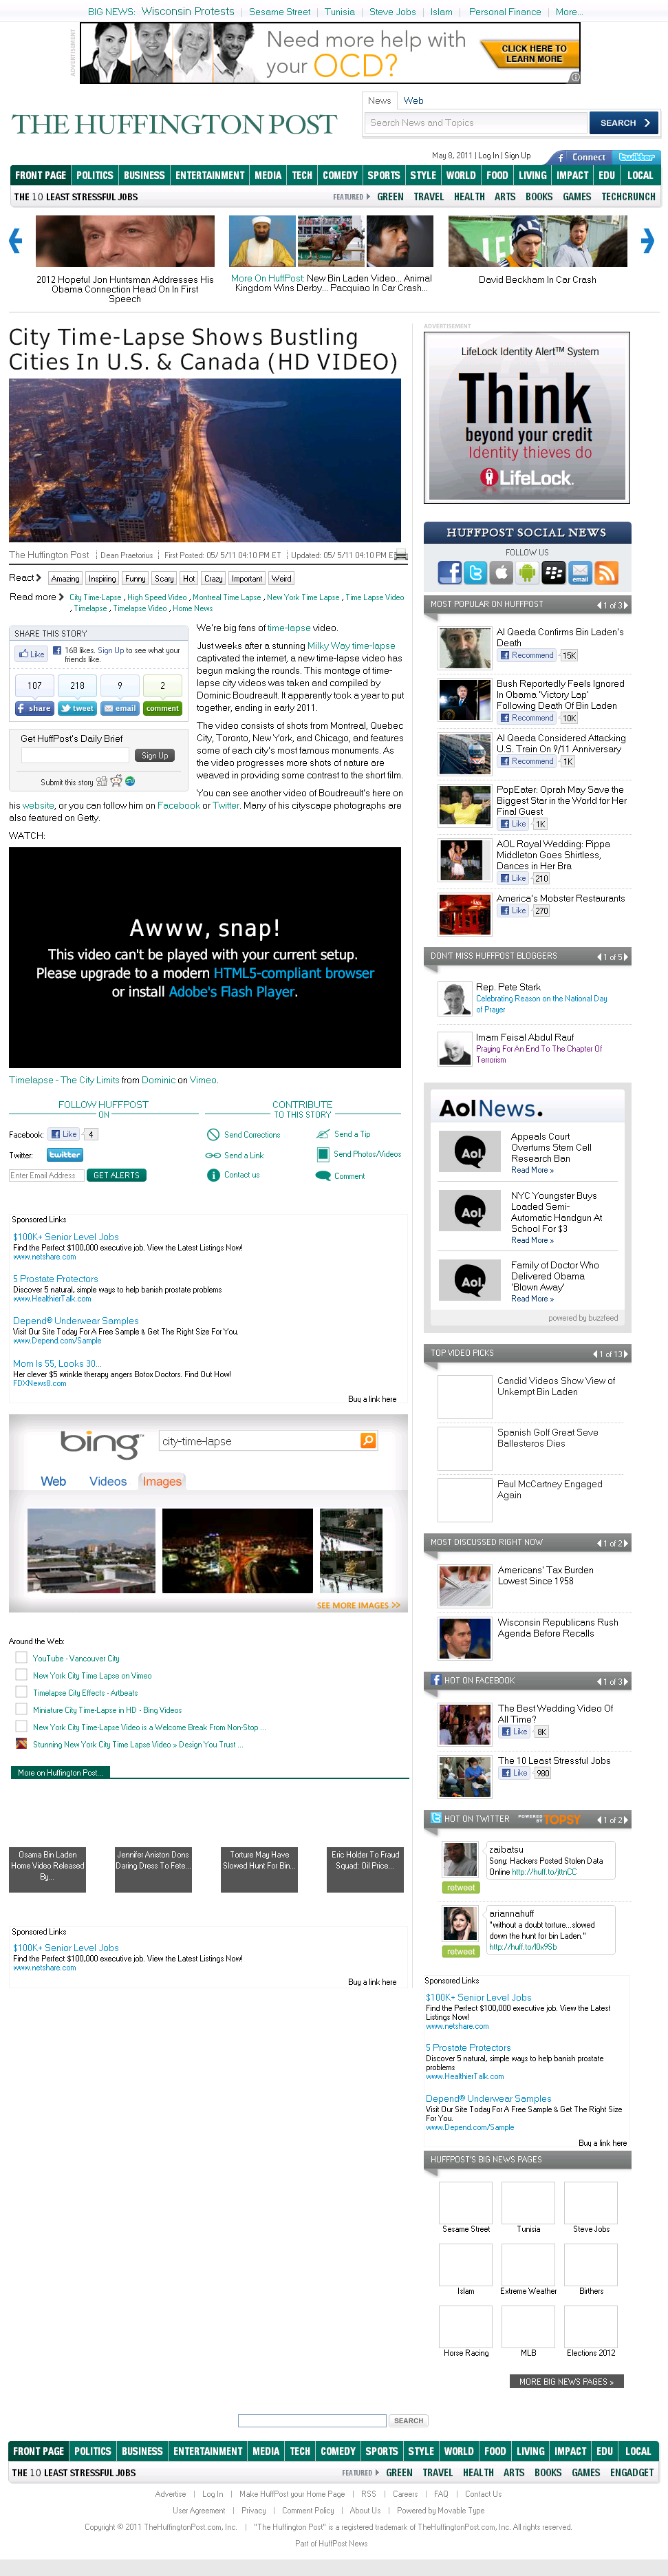 BIG NEWS: Wisconsin Protests | Sesame Street | Tunisia | Steve Jobs | Islam | Personal Finance | More...
ADVERTISEMENT
Need more help with
your OCD?
CLICK HERE TO
LEARN MORE
News Web
THE HUFFINGTON POST
Search News and Topics SEARCH
May 8, 2011 | Log In | Sign Up Connect twitter
FRONT PAGE POLITICS BUSINESS ENTERTAINMENT MEDIA TECH COMEDY SPORTS STYLE WORLD FOOD LIVING IMPACT EDU LOCAL
THE 10 LEAST STRESSFUL JOBS FEATURED GREEN TRAVEL HEALTH ARTS BOOKS GAMES TECHCRUNCH
2012 Hopeful Jon Huntsman Addresses His
Obama Connection Head On In First
Speech
More On HuffPost: New Bin Laden Video... Animal
Kingdom Wins Derby... Pacquiao In Car Crash...
David Beckham In Car Crash
City Time-Lapse Shows Bustling
Cities In U.S. & Canada (HD VIDEO)
The Huffington Post | Dean Praetorius | First Posted: 05/ 5/11 04:10 PM ET | Updated: 05/ 5/11 04:10 PM E
React Amazing Inspiring Funny Scary Hot Crazy Important Weird
Read more City Time-Lapse , High Speed Video , Montreal Time Lapse , New York Time Lapse , Time Lapse Video
, Timelapse , Timelapse Video , Home News
SHARE THIS STORY
Like 168 likes. Sign Up to see what your
friends like.
107 218 9 2
share tweet email comment
Get HuffPost's Daily Brief
Sign Up
Submit this story
We're big fans of time-lapse video.
Just weeks after a stunning Milky Way time-lapse
captivated the internet, a new time-lapse video has
begun making the rounds. This montage of time-
lapse city videos was taken and compiled by
Dominic Boudreault. It apparently took a year to put
together, ending in early 2011.
The video consists of shots from Montreal, Quebec
City, Toronto, New York, and Chicago, and features
some of each city's most famous monuments. As
the video progresses more shots of nature are
weaved in providing some contrast to the short film.
You can see another video of Boudreault's here on
his website, or you can follow him on Facebook or Twitter. Many of his cityscape photographs are
also featured on Getty.
WATCH:
Awww, snap!
This video can't be played with your current setup.
Please upgrade to a modern HTML5-compliant browser
or install Adobe's Flash Player.
Timelapse - The City Limits from Dominic on Vimeo.
FOLLOW HUFFPOST
ON
Facebook: Like 4
Twitter: twitter
Enter Email Address GET ALERTS
CONTRIBUTE
TO THIS STORY
Send Corrections Send a Tip
Send a Link Send Photos/Videos
Contact us Comment
Sponsored Links
$100K+ Senior Level Jobs
Find the Perfect $100,000 executive job. View the Latest Listings Now!
www.netshare.com
5 Prostate Protectors
Discover 5 natural, simple ways to help banish prostate problems
www.HealthierTalk.com
Depend® Underwear Samples
Visit Our Site Today For A Free Sample & Get The Right Size For You.
www.Depend.com/Sample
Mom Is 55, Looks 30...
Her clever $5 wrinkle therapy angers Botox Doctors. Find Out How!
FDXNews8.com
Buy a link here
bing™ city-time-lapse
Web Videos Images
SEE MORE IMAGES >>
Around the Web:
YouTube - Vancouver City
New York City Time Lapse on Vimeo
Timelapse City Effects - Artbeats
Miniature City Time-Lapse in HD - Bing Videos
New York City Time-Lapse Video is a Welcome Break From Non-Stop ...
Stunning New York City Time Lapse Video » Design You Trust ...
More on Huffington Post...
Osama Bin Laden
Home Video Released
By...
Jennifer Aniston Dons
Daring Dress To Fete...
Torture May Have
Slowed Hunt For Bin...
Eric Holder To Fraud
Squad: Oil Price...
Sponsored Links
$100K+ Senior Level Jobs
Find the Perfect $100,000 executive job. View the Latest Listings Now!
www.netshare.com
Buy a link here
ADVERTISEMENT
LifeLock Identity Alert™ System
Think
beyond your credit
Identity thieves do
LifeLock.
HUFFPOST SOCIAL NEWS
FOLLOW US
email
MOST POPULAR ON HUFFPOST 1 of 3
Al Qaeda Confirms Bin Laden's
Death
Recommend 15K
Bush Reportedly Feels Ignored
In Obama 'Victory Lap'
Following Death Of Bin Laden
Recommend 10K
Al Qaeda Considered Attacking
U.S. Train On 9/11 Anniversary
Recommend 1K
PopEater: Oprah May Save the
Biggest Star in the World for Her
Final Guest
Like 1K
AOL Royal Wedding: Pippa
Middleton Goes Shirtless,
Dances in Her Bra
Like 210
America's Mobster Restaurants
Like 270
DON'T MISS HUFFPOST BLOGGERS 1 of 5
Rep. Pete Stark
Celebrating Reason on the National Day
of Prayer
Imam Feisal Abdul Rauf
Praying For An End To The Chapter Of
Terrorism
Aol News.
Aol.
Appeals Court
Overturns Stem Cell
Research Ban
Read More »
Aol.
NYC Youngster Buys
Loaded Semi-
Automatic Handgun At
School For $3
Read More »
Aol.
Family of Doctor Who
Delivered Obama
'Blown Away'
Read More »
powered by buzzfeed
TOP VIDEO PICKS 1 of 13
Candid Videos Show View of
Unkempt Bin Laden
Spanish Golf Great Seve
Ballesteros Dies
Paul McCartney Engaged
Again
MOST DISCUSSED RIGHT NOW 1 of 2
Americans' Tax Burden
Lowest Since 1958
Wisconsin Republicans Rush
Agenda Before Recalls
HOT ON FACEBOOK 1 of 3
The Best Wedding Video Of
All Time?
Like 8K
The 10 Least Stressful Jobs
Like 980
HOT ON TWITTER POWERED BY TOPSY 1 of 2
zaibatsu
Sony: Hackers Posted Stolen Data
Online http://huff.to/jttnCC
retweet
ariannahuff
"without a doubt torture...slowed
down the hunt for bin Laden."
http://huff.to/l0x9Sb
retweet
Sponsored Links
$100K+ Senior Level Jobs
Find the Perfect $100,000 executive job. View the Latest
Listings Now!
www.netshare.com
5 Prostate Protectors
Discover 5 natural, simple ways to help banish prostate
problems
www.HealthierTalk.com
Depend® Underwear Samples
Visit Our Site Today For A Free Sample & Get The Right Size
For You.
www.Depend.com/Sample
Buy a link here
HUFFPOST'S BIG NEWS PAGES
Sesame Street Tunisia Steve Jobs
Islam Extreme Weather Birthers
Horse Racing MLB Elections 2012
MORE BIG NEWS PAGES »
SEARCH
FRONT PAGE POLITICS BUSINESS ENTERTAINMENT MEDIA TECH COMEDY SPORTS STYLE WORLD FOOD LIVING IMPACT EDU LOCAL
THE 10 LEAST STRESSFUL JOBS FEATURED GREEN TRAVEL HEALTH ARTS BOOKS GAMES ENGADGET
Advertise | Log In | Make HuffPost your Home Page | RSS | Careers | FAQ | Contact Us
User Agreement | Privacy | Comment Policy | About Us | Powered by Movable Type
Copyright © 2011 TheHuffingtonPost.com, Inc. | "The Huffington Post" is a registered trademark of TheHuffingtonPost.com, Inc. All rights reserved.
Part of HuffPost News